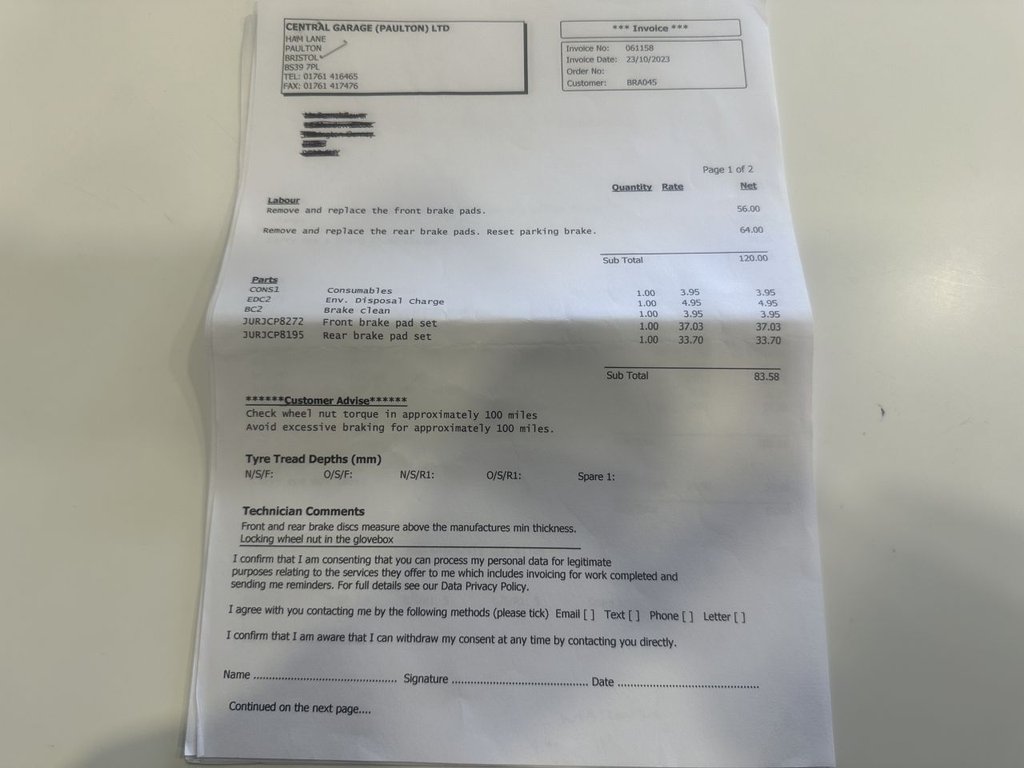 CENTRAL GARAGE (PAULTON) LTD
HAM LANE
PAULTON
BRISTOL
BS39 7PL
TEL: 01761 416465
FAX: 01761 417476
*** Invoice ***
Invoice No: 061158
Invoice Date: 23/10/2023
Order No:
Customer: BRA045
Page 1 of 2
Quantity Rate Net
Labour
Remove and replace the front brake pads. 56.00
Remove and replace the rear brake pads. Reset parking brake. 64.00
Sub Total 120.00
Parts
CONS1 Consumables 1.00 3.95 3.95
EDC2 Env. Disposal Charge 1.00 4.95 4.95
BC2 Brake clean 1.00 3.95 3.95
JURJCP8272 Front brake pad set 1.00 37.03 37.03
JURJCP8195 Rear brake pad set 1.00 33.70 33.70
Sub Total 83.58
******Customer Advise******
Check wheel nut torque in approximately 100 miles
Avoid excessive braking for approximately 100 miles.
Tyre Tread Depths (mm)
N/S/F: O/S/F: N/S/R1: O/S/R1: Spare 1:
Technician Comments
Front and rear brake discs measure above the manufactures min thickness.
Locking wheel nut in the glovebox
I confirm that I am consenting that you can process my personal data for legitimate
purposes relating to the services they offer to me which includes invoicing for work completed and
sending me reminders. For full details see our Data Privacy Policy.
I agree with you contacting me by the following methods (please tick) Email [ ] Text [ ] Phone [ ] Letter [ ]
I confirm that I am aware that I can withdraw my consent at any time by contacting you directly.
Name ................................................ Signature .............................................. Date ................................................
Continued on the next page....